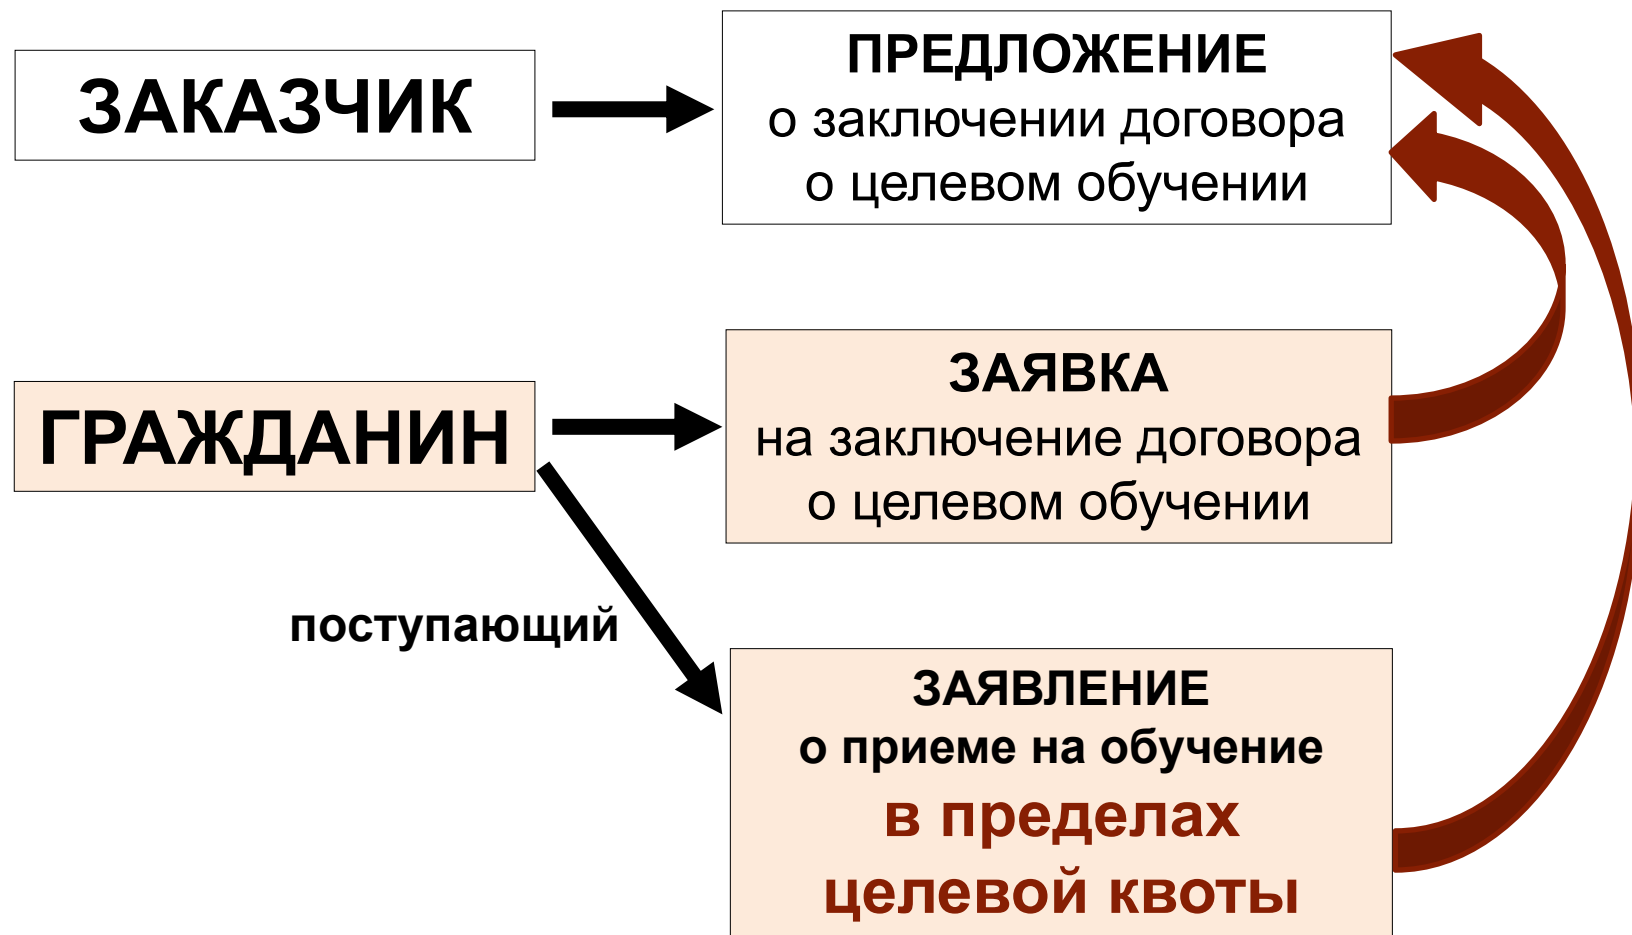 ЗАКАЗЧИК
ПРЕДЛОЖЕНИЕ
о заключении договора
о целевом обучении
ГРАЖДАНИН
ЗАЯВКА
на заключение договора
о целевом обучении
поступающий
ЗАЯВЛЕНИЕ
о приеме на обучение
в пределах
целевой квоты